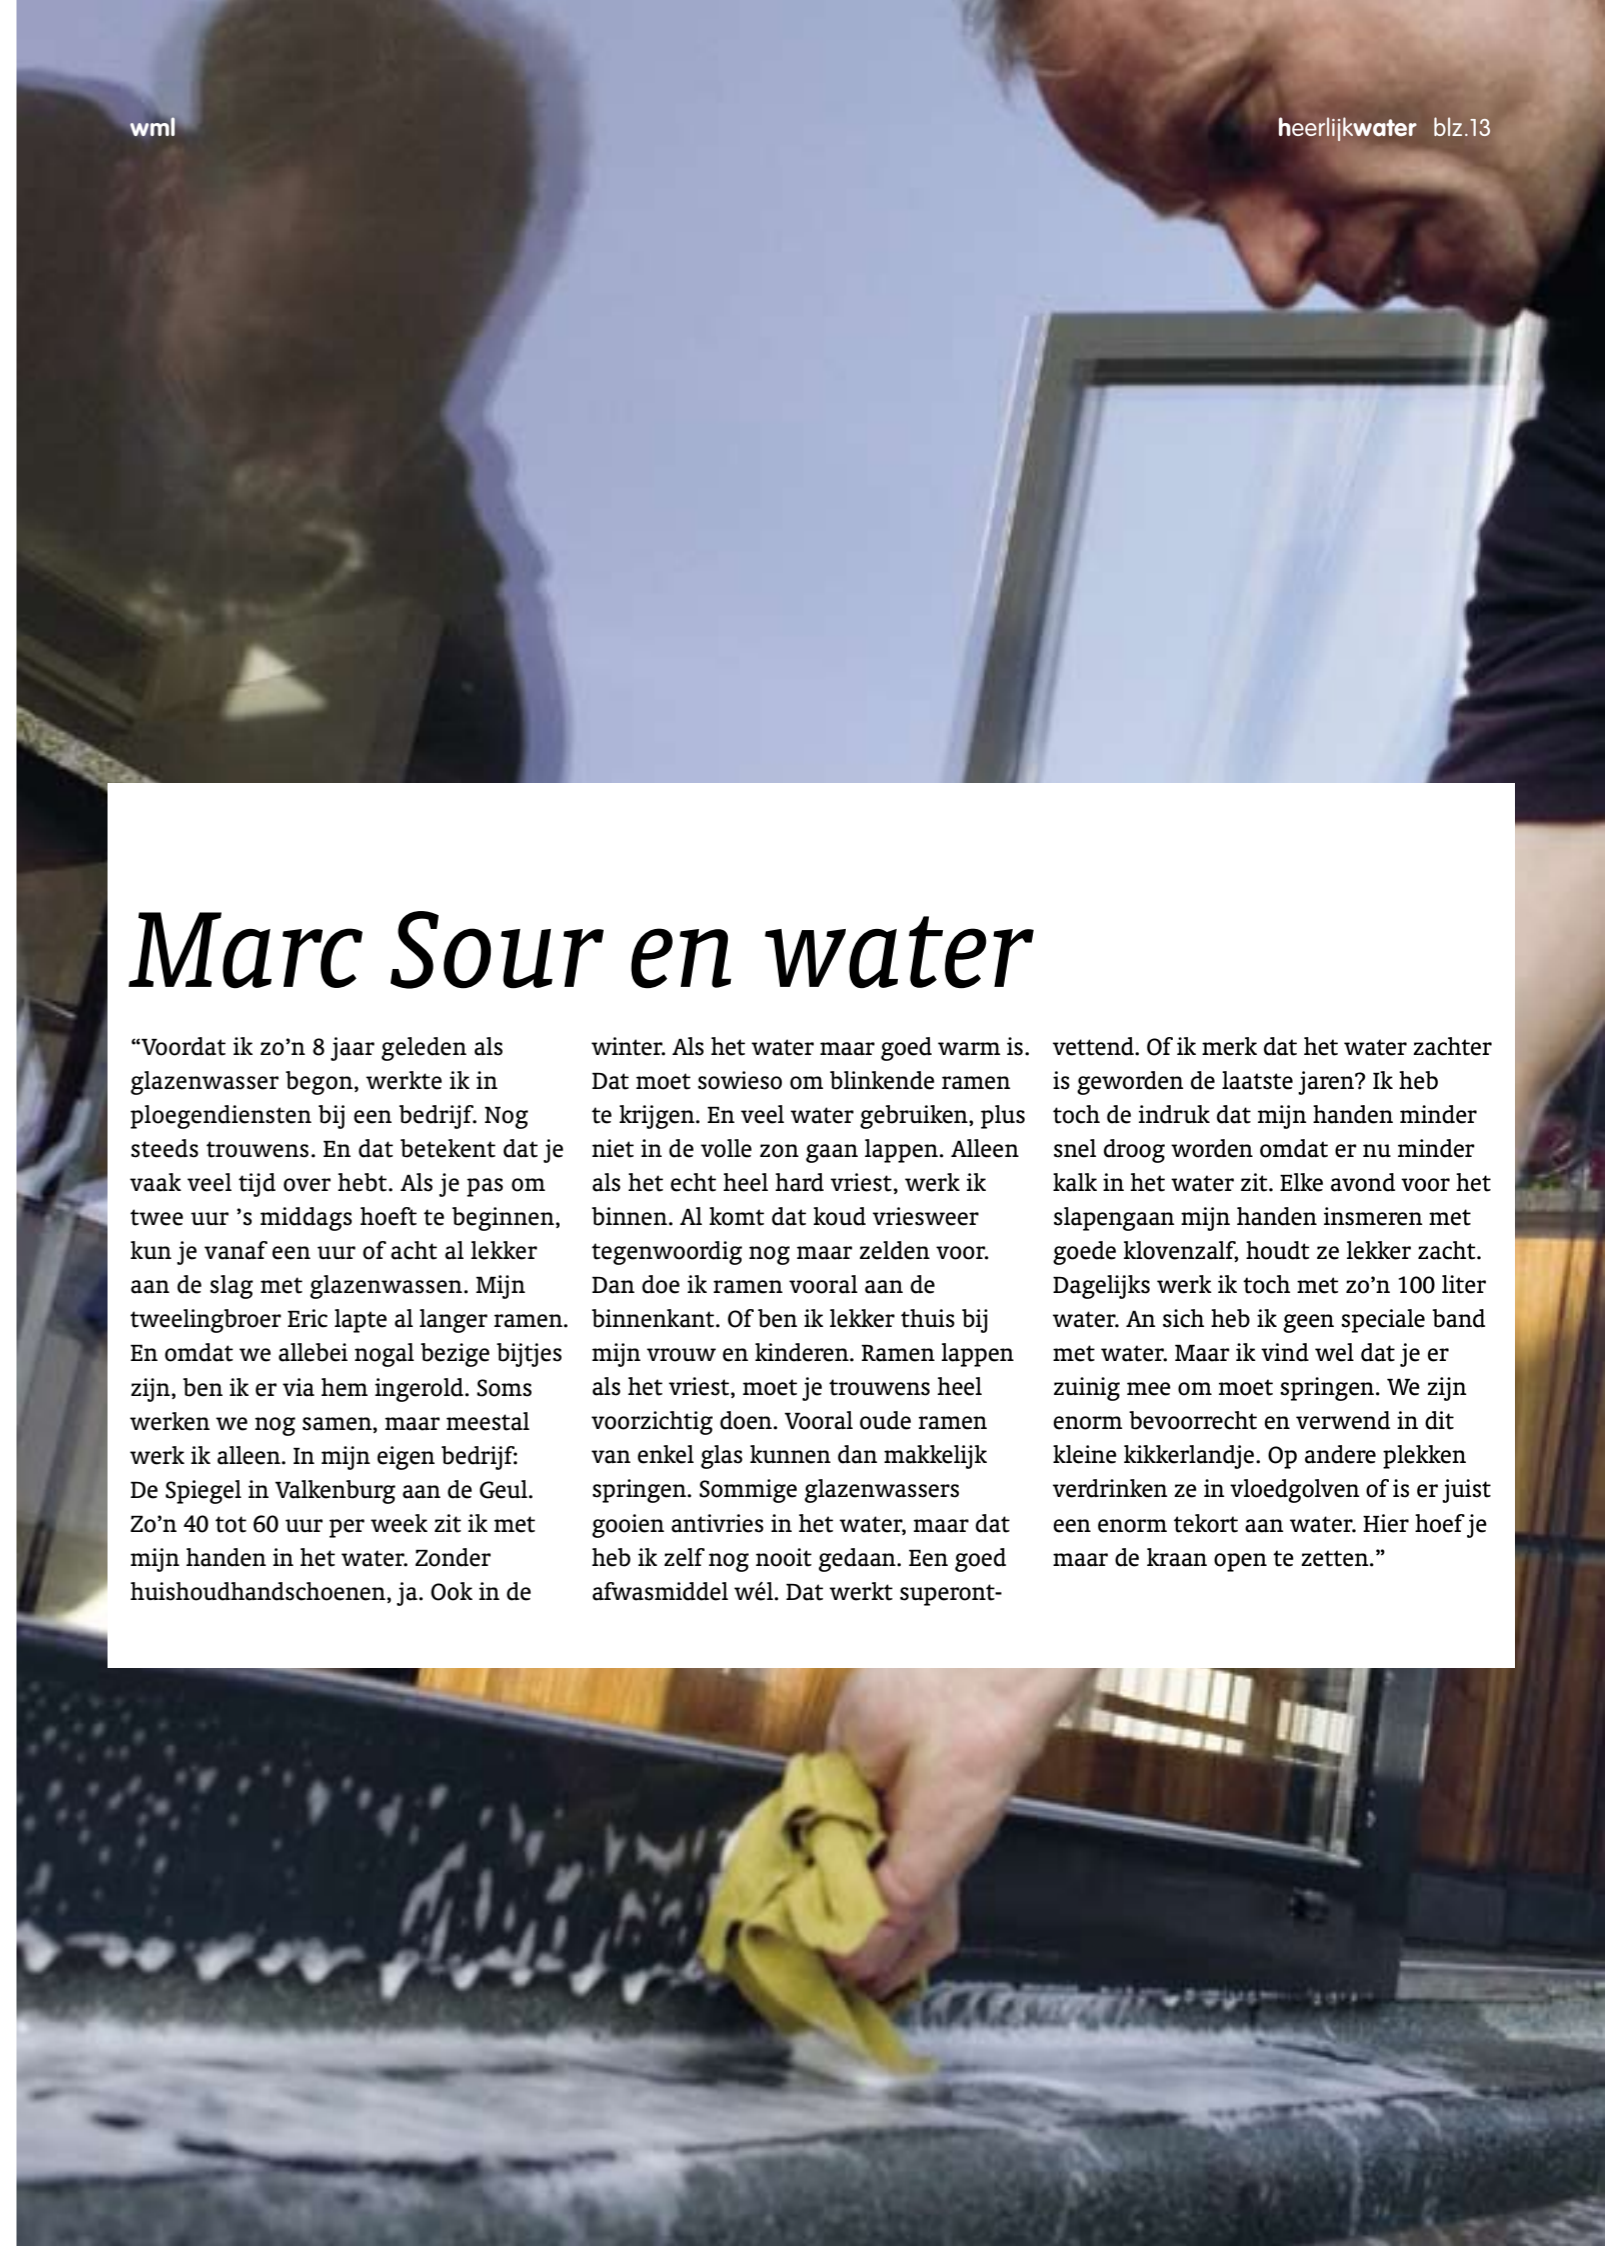 wml
heerlijkwater blz.13
Marc Sour en water
“Voordat ik zo’n 8 jaar geleden als
glazenwasser begon, werkte ik in
ploegendiensten bij een bedrijf. Nog
steeds trouwens. En dat betekent dat je
vaak veel tijd over hebt. Als je pas om
twee uur ’s middags hoeft te beginnen,
kun je vanaf een uur of acht al lekker
aan de slag met glazenwassen. Mijn
tweelingbroer Eric lapte al langer ramen.
En omdat we allebei nogal bezige bijtjes
zijn, ben ik er via hem ingerold. Soms
werken we nog samen, maar meestal
werk ik alleen. In mijn eigen bedrijf:
De Spiegel in Valkenburg aan de Geul.
Zo’n 40 tot 60 uur per week zit ik met
mijn handen in het water. Zonder
huishoudhandschoenen, ja. Ook in de
winter. Als het water maar goed warm is.
Dat moet sowieso om blinkende ramen
te krijgen. En veel water gebruiken, plus
niet in de volle zon gaan lappen. Alleen
als het echt heel hard vriest, werk ik
binnen. Al komt dat koud vriesweer
tegenwoordig nog maar zelden voor.
Dan doe ik ramen vooral aan de
binnenkant. Of ben ik lekker thuis bij
mijn vrouw en kinderen. Ramen lappen
als het vriest, moet je trouwens heel
voorzichtig doen. Vooral oude ramen
van enkel glas kunnen dan makkelijk
springen. Sommige glazenwassers
gooien antivries in het water, maar dat
heb ik zelf nog nooit gedaan. Een goed
afwasmiddel wél. Dat werkt superont-
vettend. Of ik merk dat het water zachter
is geworden de laatste jaren? Ik heb
toch de indruk dat mijn handen minder
snel droog worden omdat er nu minder
kalk in het water zit. Elke avond voor het
slapengaan mijn handen insmeren met
goede klovenzalf, houdt ze lekker zacht.
Dagelijks werk ik toch met zo’n 100 liter
water. An sich heb ik geen speciale band
met water. Maar ik vind wel dat je er
zuinig mee om moet springen. We zijn
enorm bevoorrecht en verwend in dit
kleine kikkerlandje. Op andere plekken
verdrinken ze in vloedgolven of is er juist
een enorm tekort aan water. Hier hoef je
maar de kraan open te zetten.”